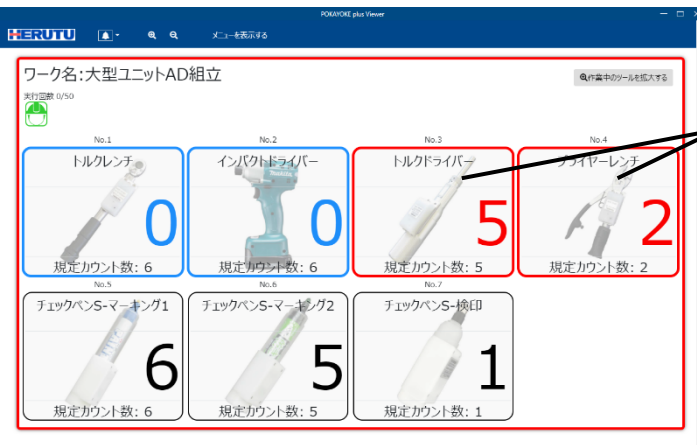 POKAYOKE plus Viewer
HERUTU
メニューを表示する
ワーク名:大型ユニットAD組立
作業中のツールを拡大する
実行回数 0/50
No.1
No.2
No.3
No.4
トルクレンチ
インパクトドライバー
トルクドライバー
プライヤーレンチ
0
0
5
2
規定カウント数: 6
規定カウント数: 6
規定カウント数: 5
規定カウント数: 2
No.5
No.6
No.7
チェックペンS-マーキング1
チェックペンS-マーキング2
チェックペンS-検印
6
5
1
規定カウント数: 6
規定カウント数: 5
規定カウント数: 1